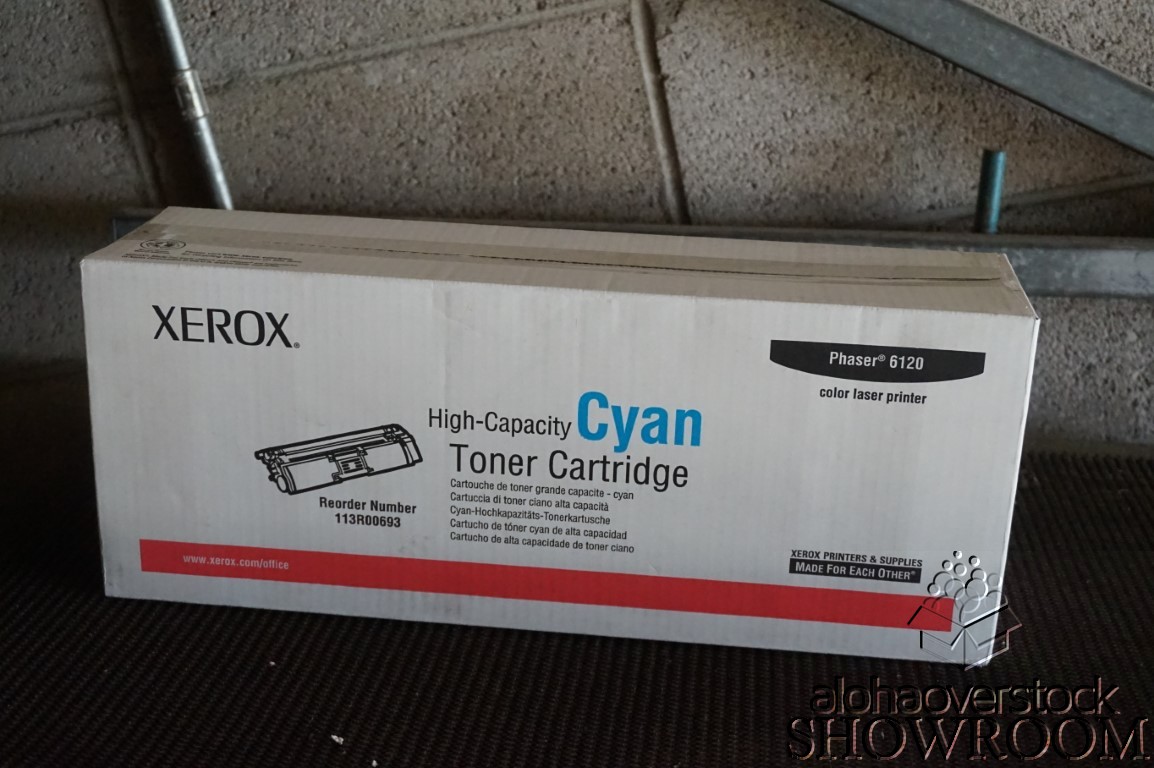 XEROX®
Phaser® 6120
color laser printer
High-Capacity Cyan
Toner Cartridge
Cartouche de toner grande capacite - cyan
Cartuccia di toner ciano alta capacità
Cyan-Hochkapazitäts-Tonerkartusche
Cartucho de tóner cyan de alta capacidad
Cartucho de alta capacidade de toner ciano
Reorder Number
113R00693
www.xerox.com/office
XEROX PRINTERS & SUPPLIES
MADE FOR EACH OTHER®
alohaoverstock
SHOWROOM